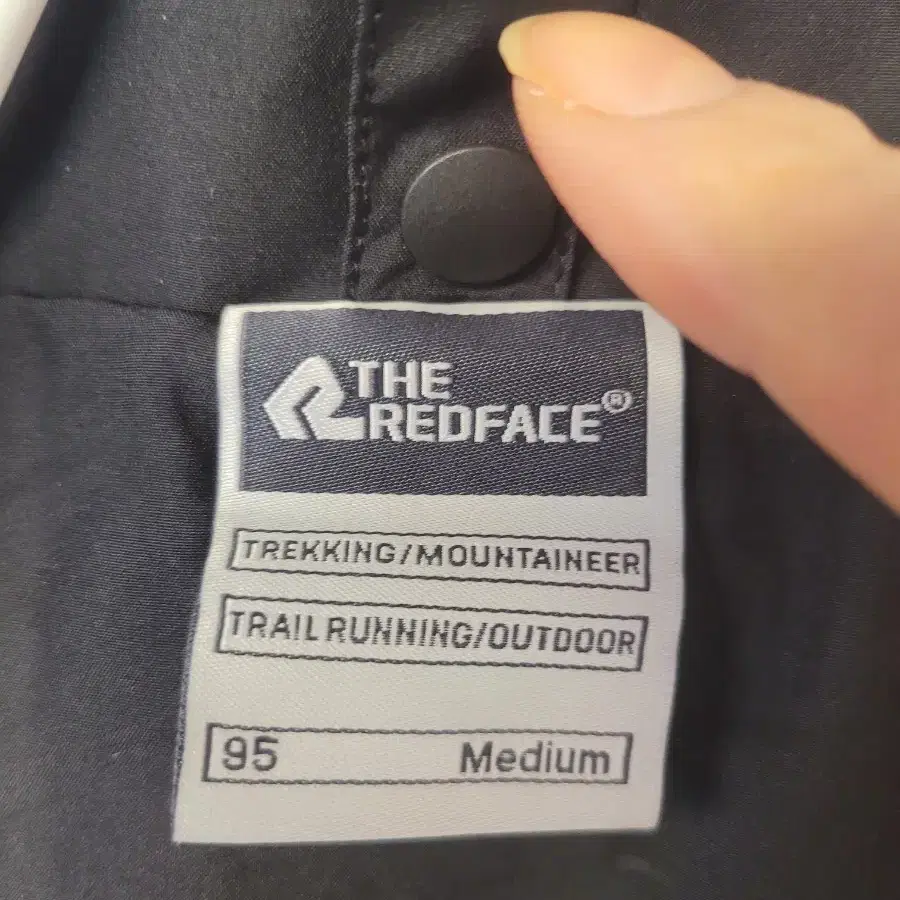 THE
REDFACE®
TREKKING/MOUNTAINEER
TRAIL RUNNING/OUTDOOR
95 Medium